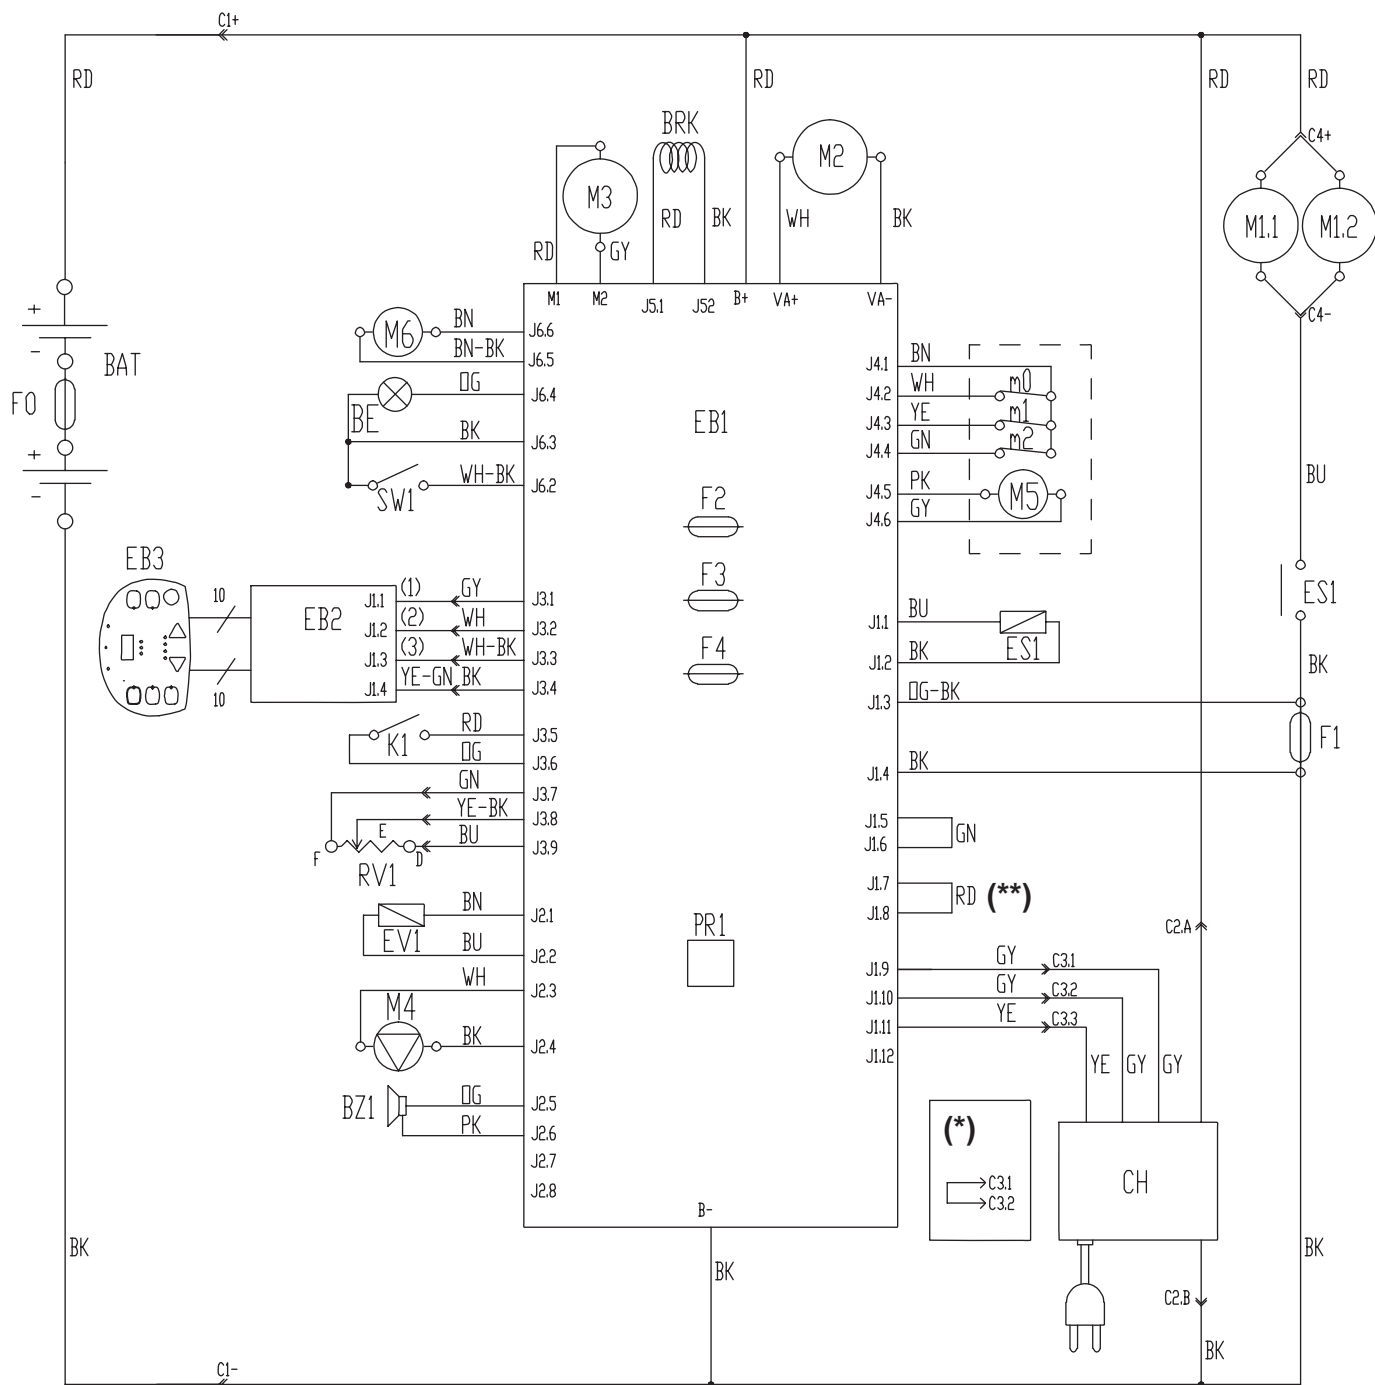 C1+
RD
RD
RD
RD
BRK
C4+
M3
M2
M1.1
M1.2
RD
BK
WH
BK
RD
GY
M1
M2
J5.1
J52
B+
VA+
VA-
C4-
+
-
BAT
F0
+
-
M6
BN
J6.6
BN-BK
J6.5
OG
J6.4
BE
BK
J6.3
WH-BK
J6.2
SW1
EB1
F2
F3
F4
J4.1
BN
J4.2
WH
m0
J4.3
YE
m1
J4.4
GN
m2
J4.5
PK
M5
J4.6
GY
BU
ES1
BK
F1
EB3
10
10
EB2
J1.1
(1)
GY
J3.1
J1.2
(2)
WH
J3.2
J1.3
(3)
WH-BK
J3.3
J1.4
YE-GN
BK
J3.4
J1.1
BU
J1.2
BK
ES1
J1.3
OG-BK
J1.4
BK
K1
RD
J3.5
OG
J3.6
GN
J3.7
YE-BK
J3.8
BU
J3.9
F
E
D
RV1
J1.5
J1.6
GN
J1.7
J1.8
RD (**)
BN
J2.1
EV1
BU
J2.2
WH
J2.3
M4
BK
J2.4
BZ1
OG
J2.5
PK
J2.6
J2.7
J2.8
PR1
C2.A
J1.9
GY
C3.1
J1.10
GY
C3.2
J1.11
YE
C3.3
J1.12
YE
GY
GY
(*)
C3.1
C3.2
CH
B-
BK
BK
BK
C2.B
BK
C1-